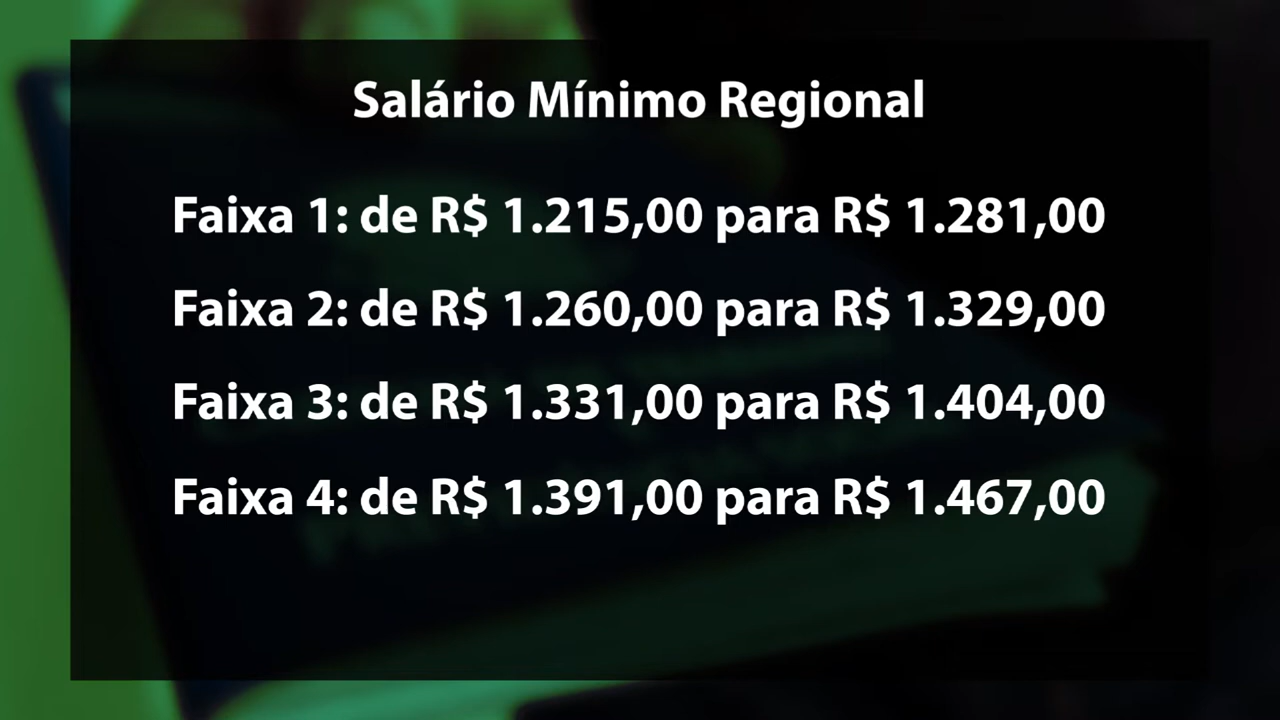 Salário Mínimo Regional
Faixa 1: de R$ 1.215,00 para R$ 1.281,00
Faixa 2: de R$ 1.260,00 para R$ 1.329,00
Faixa 3: de R$ 1.331,00 para R$ 1.404,00
Faixa 4: de R$ 1.391,00 para R$ 1.467,00